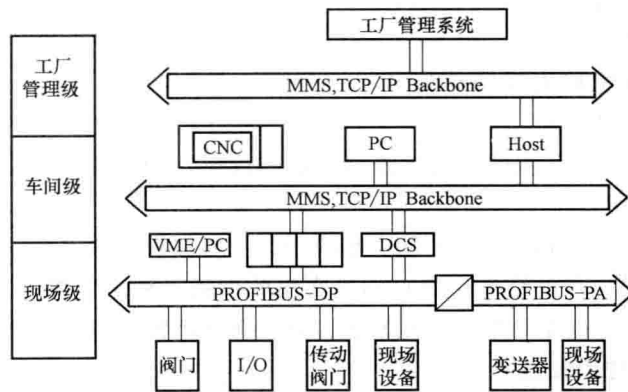 工厂管理系统
工厂
管理级
MMS,TCP/IP Backbone
CNC
PC
Host
车间级
MMS,TCP/IP Backbone
VME/PC
DCS
现场级
PROFIBUS-DP
PROFIBUS-PA
阀门
I/O
传动
阀门
现场
设备
变送器
现场
设备